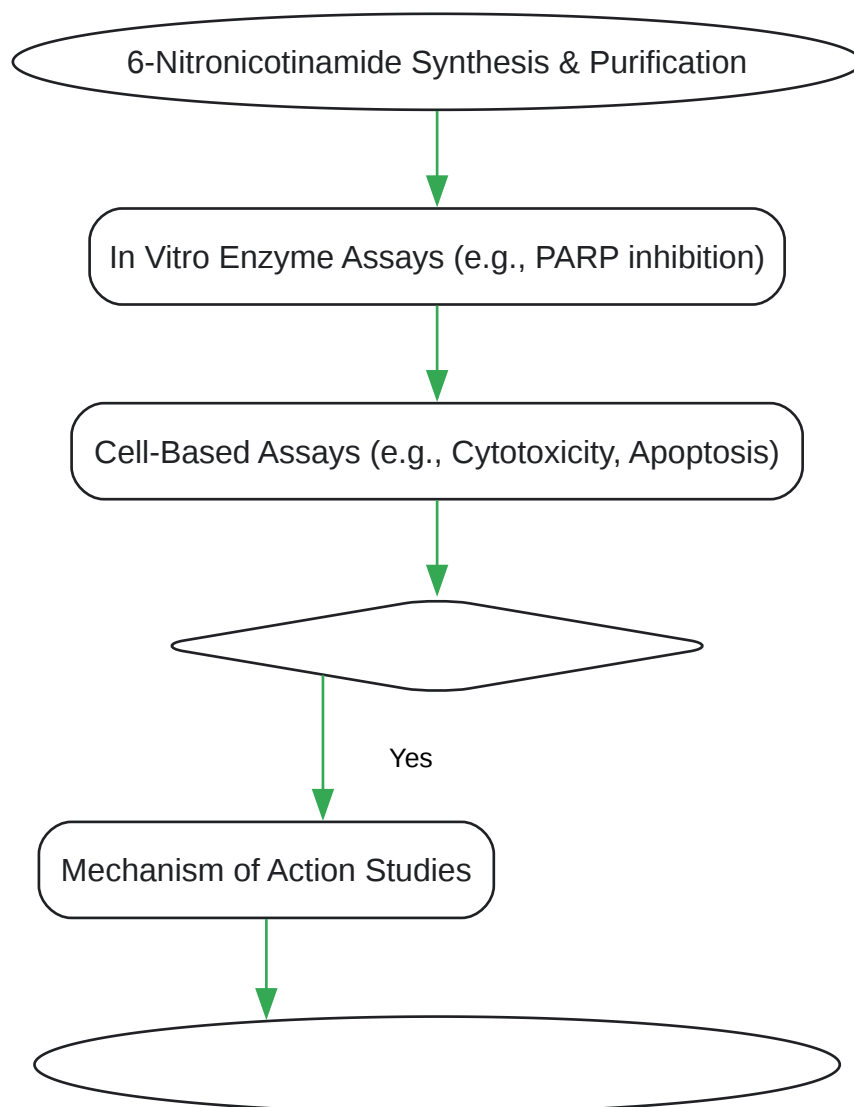 6-Nitronicotinamide Synthesis & Purification
In Vitro Enzyme Assays (e.g., PARP inhibition)
Cell-Based Assays (e.g., Cytotoxicity, Apoptosis)
Yes
Mechanism of Action Studies